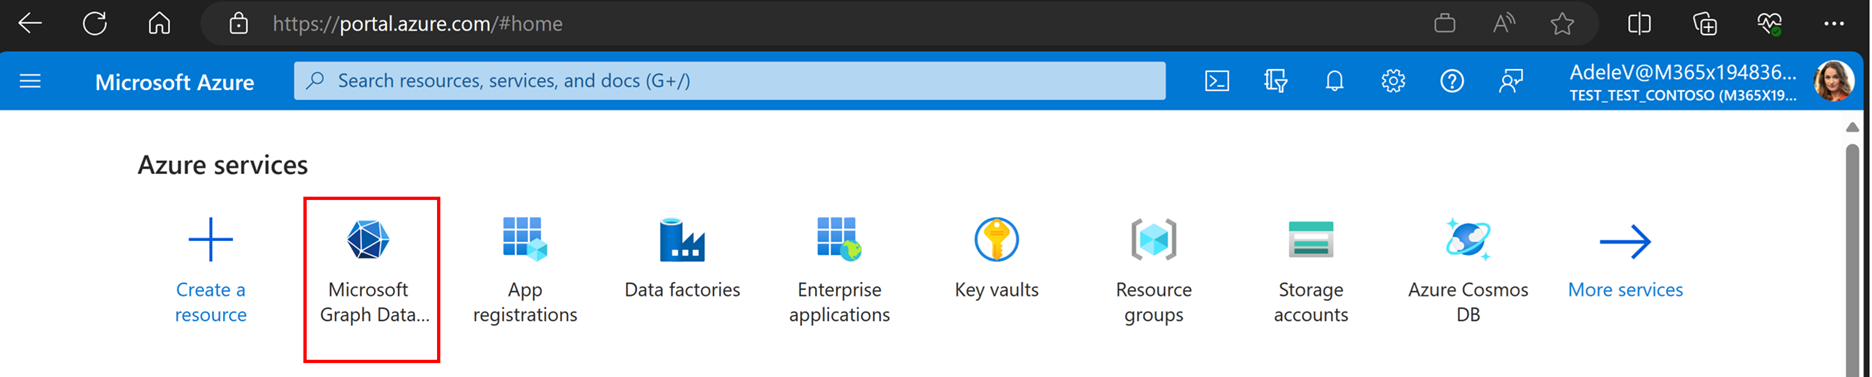 https://portal.azure.com/#home
Microsoft Azure
Search resources, services, and docs (G+/)
AdeleV@M365x194836...
TEST_TEST_CONTOSO (M365X19...
Azure services
Create a
resource
Microsoft
Graph Data...
App
registrations
Data factories
Enterprise
applications
Key vaults
Resource
groups
Storage
accounts
Azure Cosmos
DB
More services